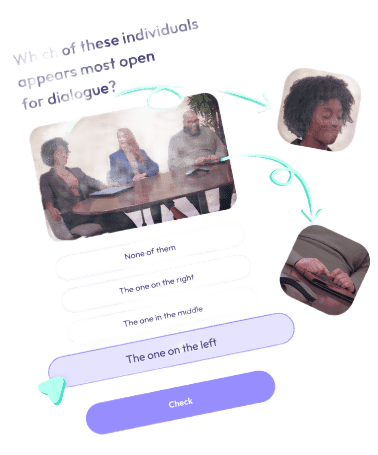 Which of these individuals
appears most open
for dialogue?
None of them
The one on the right
The one in the middle
The one on the left
Check